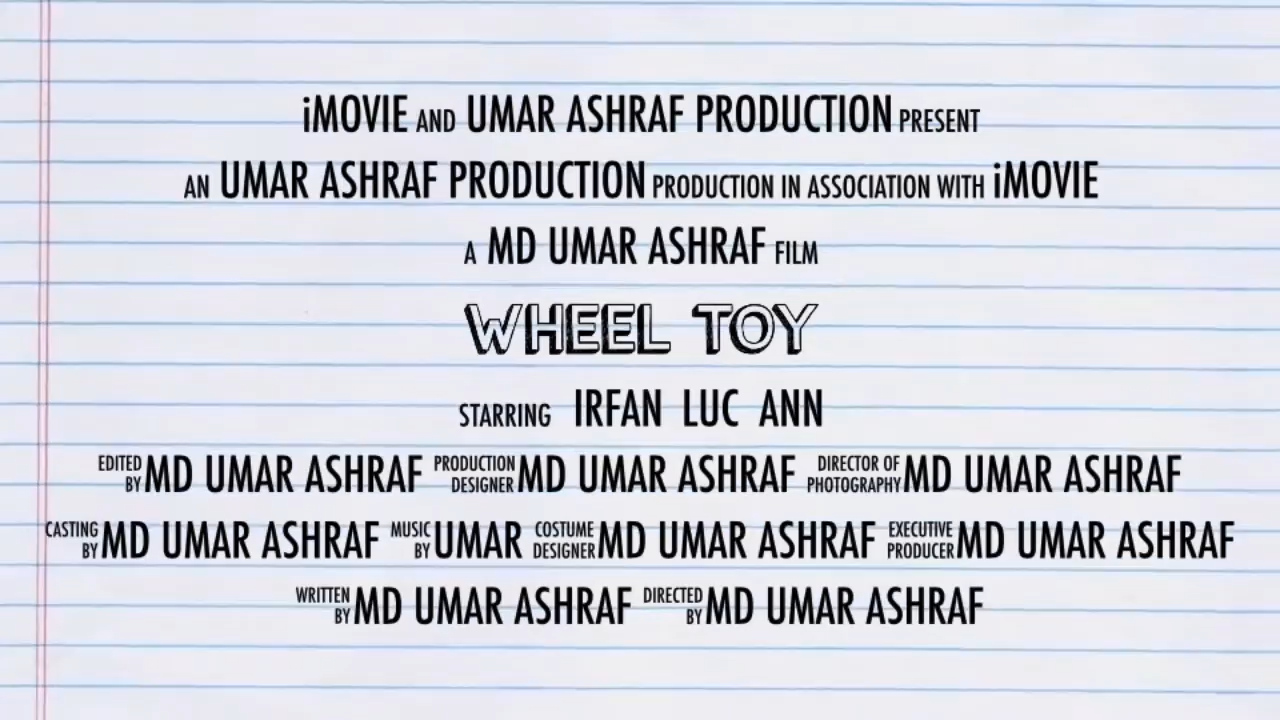 iMOVIE AND UMAR ASHRAF PRODUCTION PRESENT
AN UMAR ASHRAF PRODUCTION PRODUCTION IN ASSOCIATION WITH iMOVIE
A MD UMAR ASHRAF FILM
WHEEL TOY
STARRING IRFAN LUC ANN
EDITED BY MD UMAR ASHRAF PRODUCTION DESIGNER MD UMAR ASHRAF DIRECTOR OF PHOTOGRAPHY MD UMAR ASHRAF
CASTING BY MD UMAR ASHRAF MUSIC BY UMAR COSTUME DESIGNER MD UMAR ASHRAF EXECUTIVE PRODUCER MD UMAR ASHRAF
WRITTEN BY MD UMAR ASHRAF DIRECTED BY MD UMAR ASHRAF